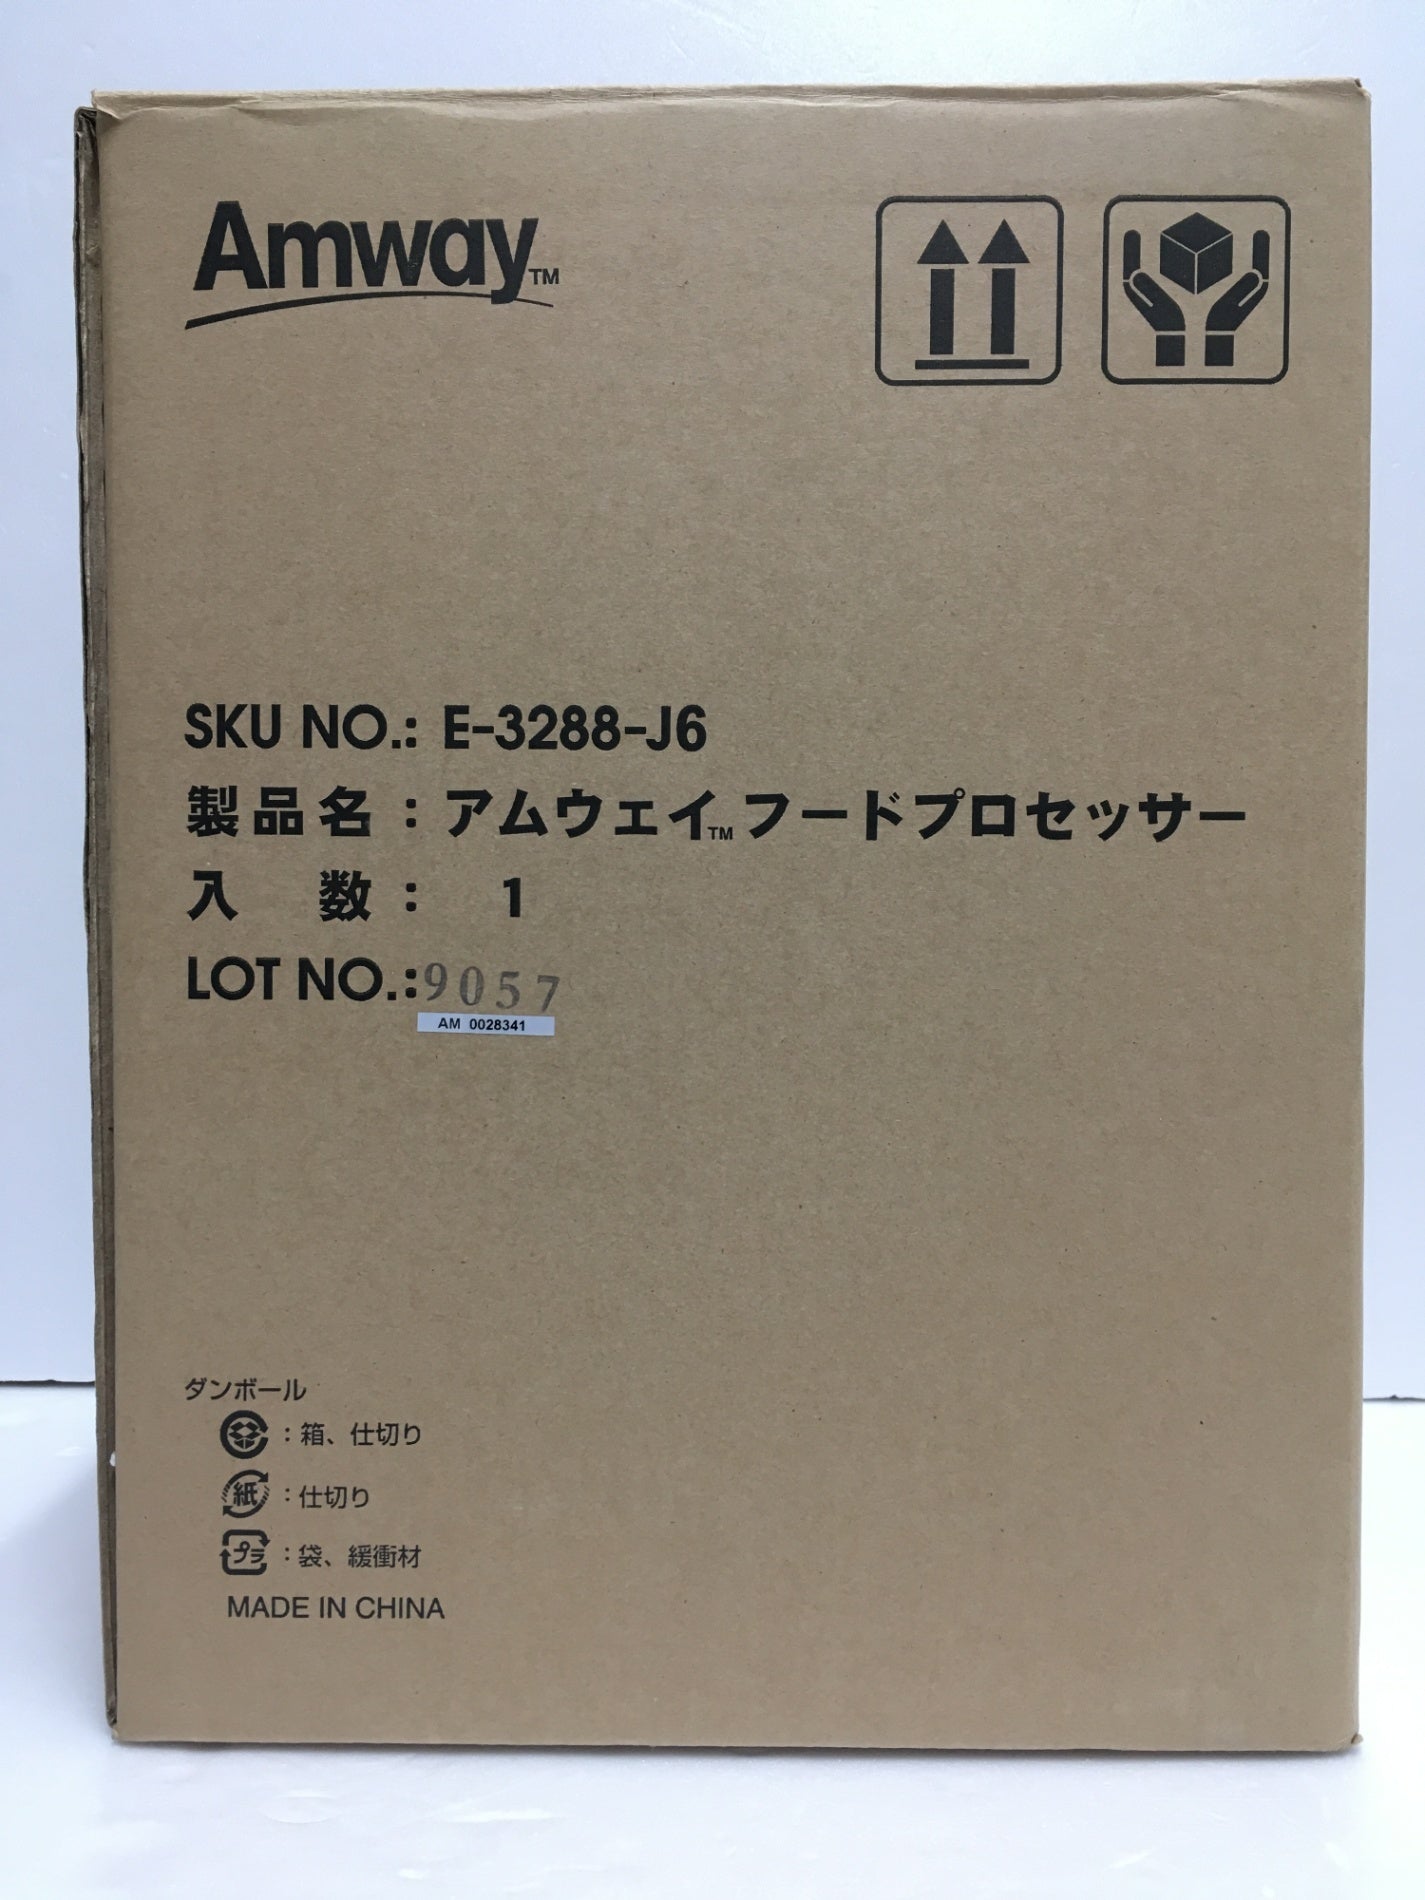 Amway™
SKU NO.: E-3288-J6
製品名：アムウェイ™フードプロセッサー
入 数： 1
LOT NO.:9057
AM 0028341
ダンボール
：箱、仕切り
紙：仕切り
プラ：袋、緩衝材
MADE IN CHINA